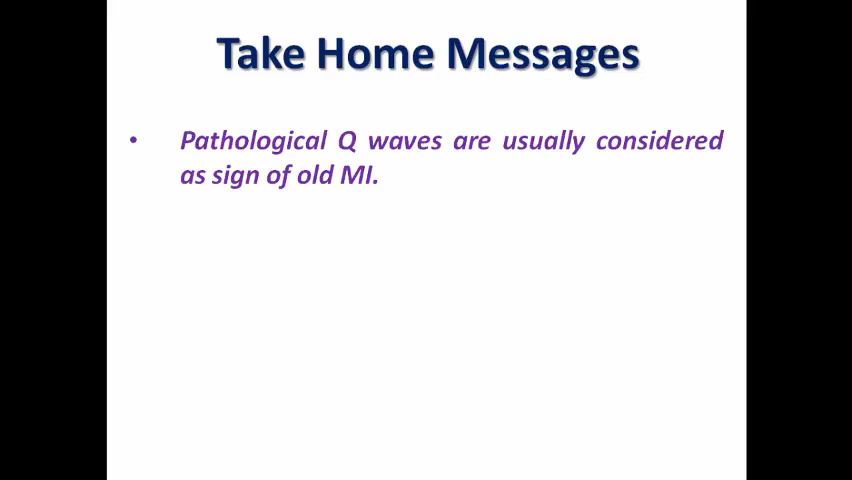 Take Home Messages
• Pathological Q waves are usually considered
as sign of old MI.